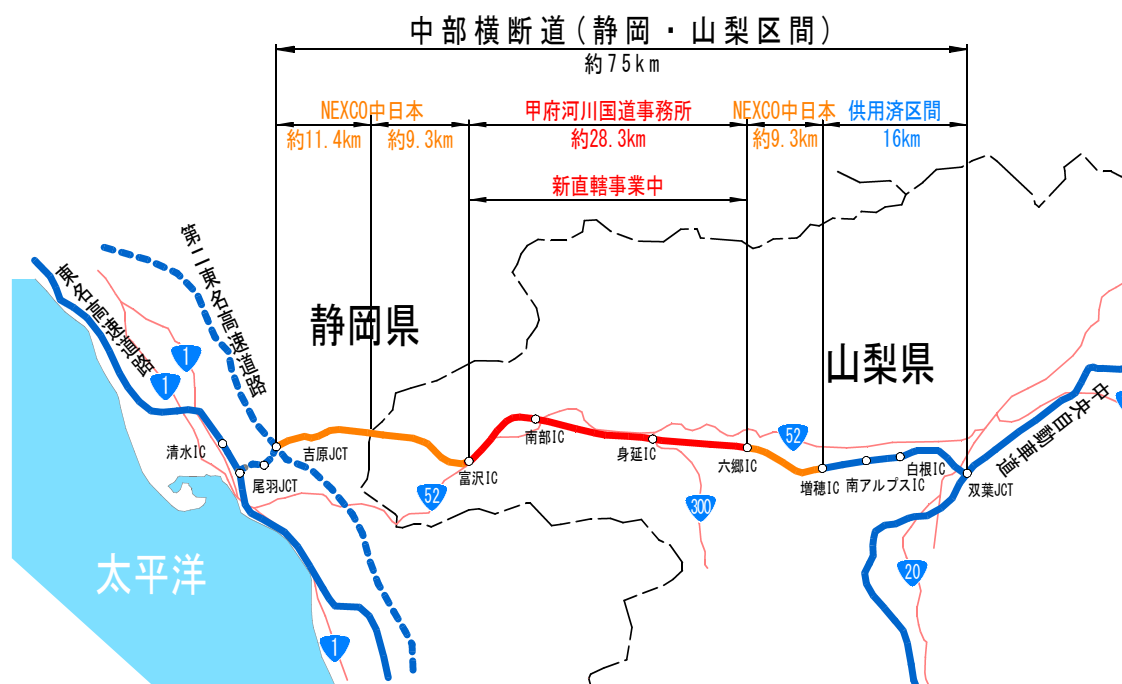 中部横断道(静岡・山梨区間)
約75km
NEXCO中日本
甲府河川国道事務所
NEXCO中日本
供用済区間
約11.4km
約9.3km
約28.3km
約9.3km
16km
新直轄事業中
第二東名高速道路
東名高速道路
静岡県
山梨県
中央自動車道
1
1
清水IC
尾羽JCT
吉原JCT
富沢IC
南部IC
身延IC
六郷IC
52
増穂IC
南アルプスIC
白根IC
双葉JCT
52
300
20
太平洋
1